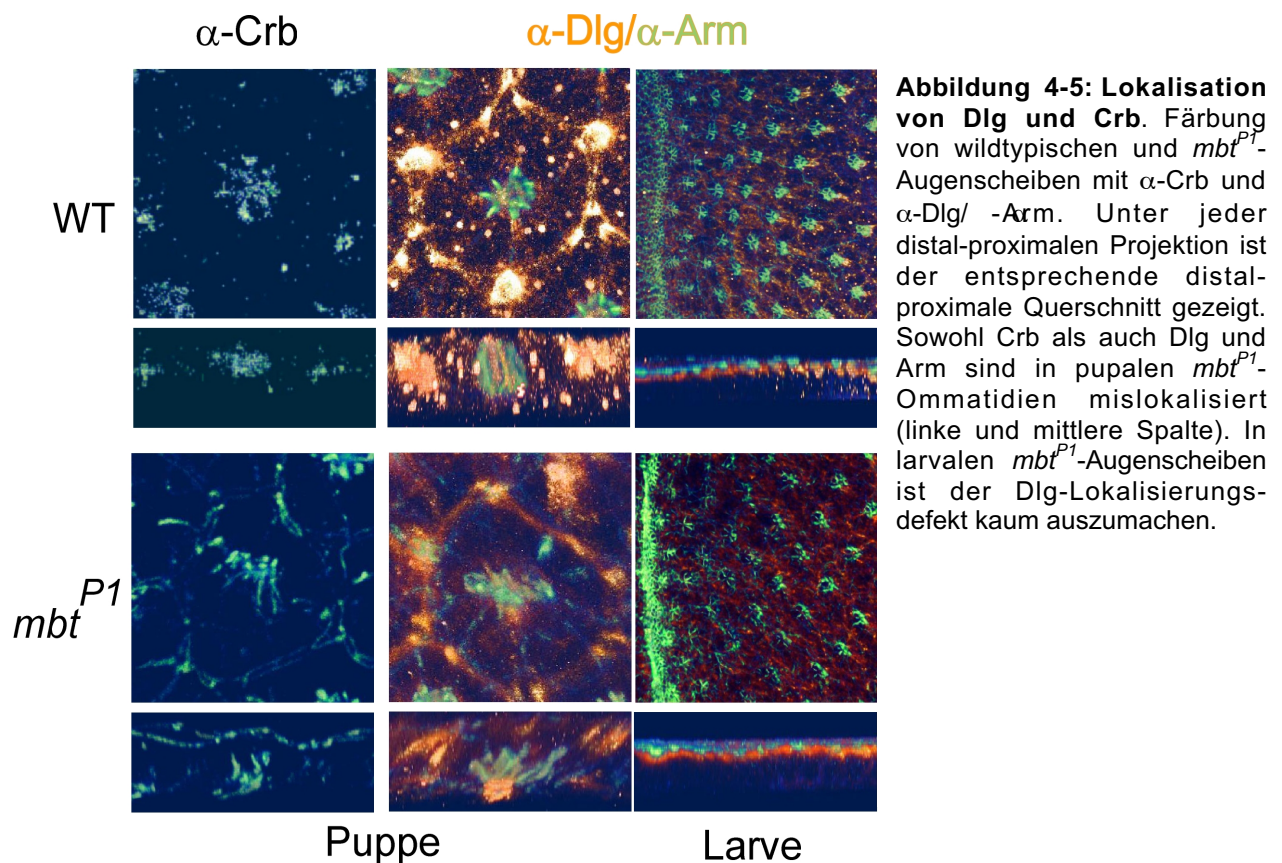 α-Crb
α-Dlg/α-Arm
WT
mbt^P1
Puppe
Larve
Abbildung 4-5: Lokalisation
von Dlg und Crb. Färbung
von wildtypischen und mbt^P1-
Augenscheiben mit α-Crb und
α-Dlg/ -Aαrm. Unter jeder
distal-proximalen Projektion ist
der entsprechende distal-
proximale Querschnitt gezeigt.
Sowohl Crb als auch Dlg und
Arm sind in pupalen mbt^P1-
Ommatidien mislokalisiert
(linke und mittlere Spalte). In
larvalen mbt^P1-Augenscheiben
ist der Dlg-Lokalisierungs-
defekt kaum auszumachen.